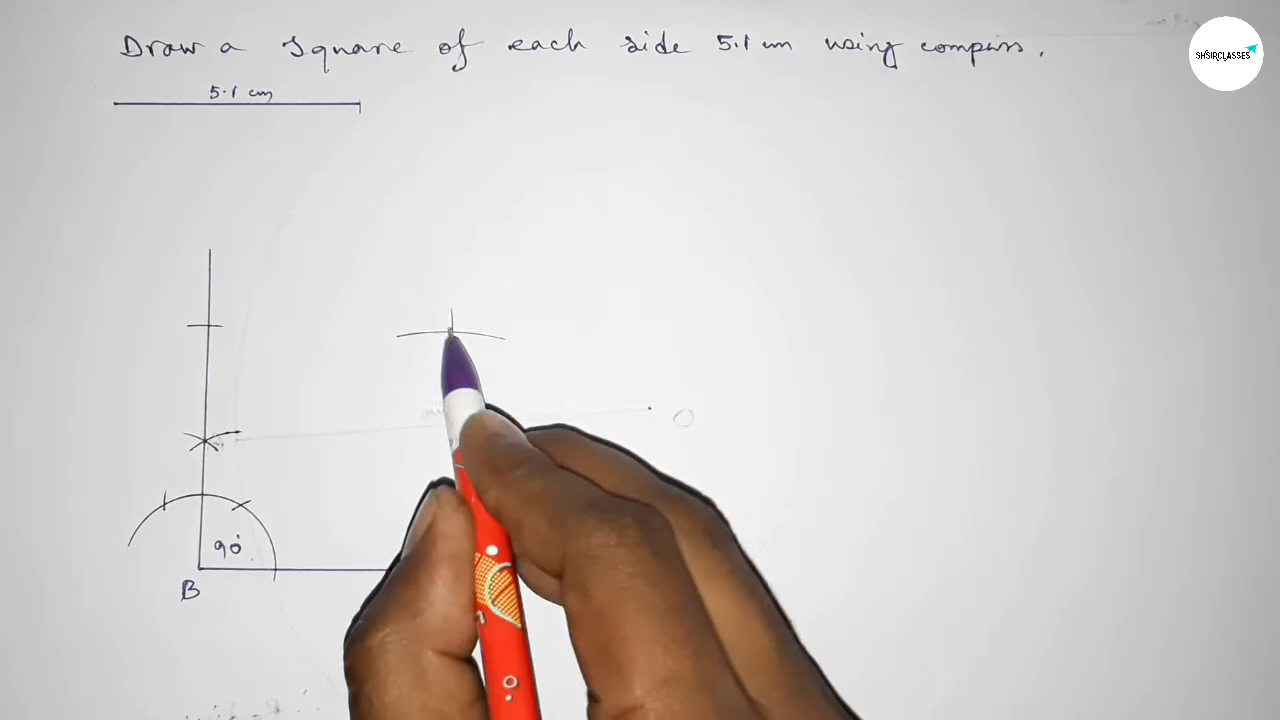 Draw a square of each side 5.1 cm using compass.
SHSIRCLASSES
5.1 cm
90°
B